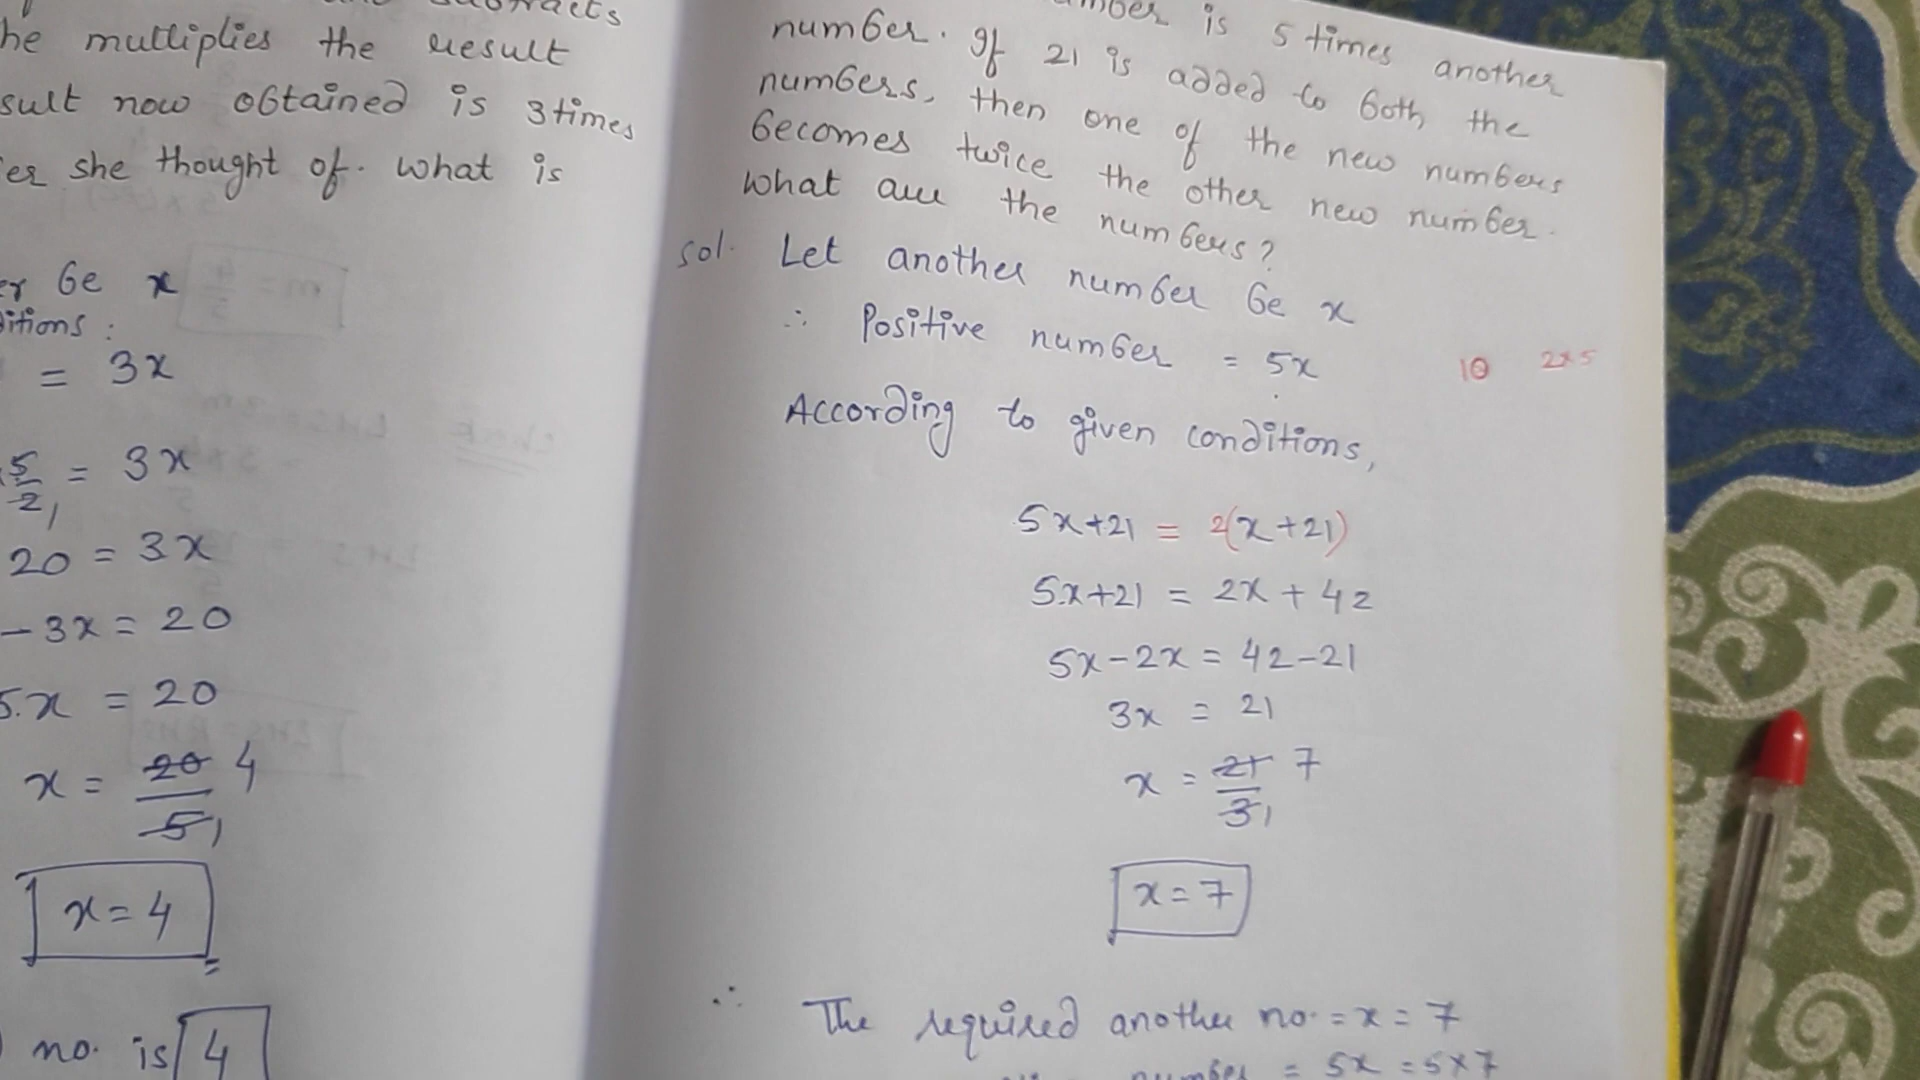 he multiplies the result
sult now obtained is 3 times
she thought of. what is
be x
= 3x
5/2 = 3x
20 = 3x
- 3x = 20
5x = 20
x = 20/5 4
1
x = 4
no. is 4
is 5 times another
number. If 21 is added to both the
numbers, then one of the new numbers
becomes twice the other new number.
What are the numbers?
Sol. Let another number be x
∴ Positive number = 5x
10 2x5
According to given conditions,
5x+21 = 2(x+21)
5x+21 = 2x + 42
5x-2x = 42-21
3x = 21
x = 21/3 7
1
x = 7
∴ The required another no. = x = 7
number = 5x = 5x7